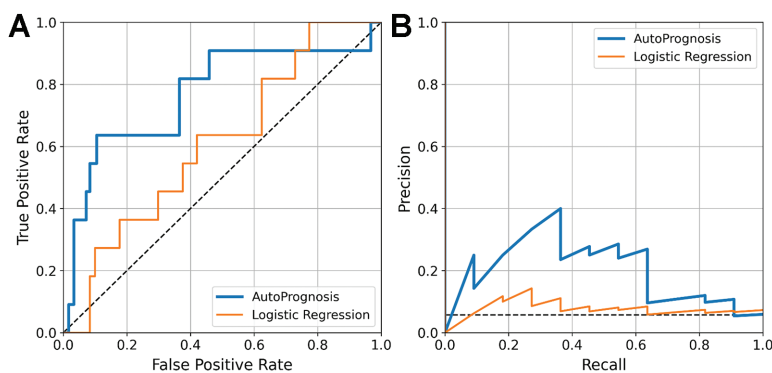 A
1.0
0.8
0.6
0.4
0.2
0.0
True Positive Rate
0.0 0.2 0.4 0.6 0.8 1.0
False Positive Rate
AutoPrognosis
Logistic Regression
B
1.0
0.8
0.6
0.4
0.2
0.0
Precision
0.0 0.2 0.4 0.6 0.8 1.0
Recall
AutoPrognosis
Logistic Regression